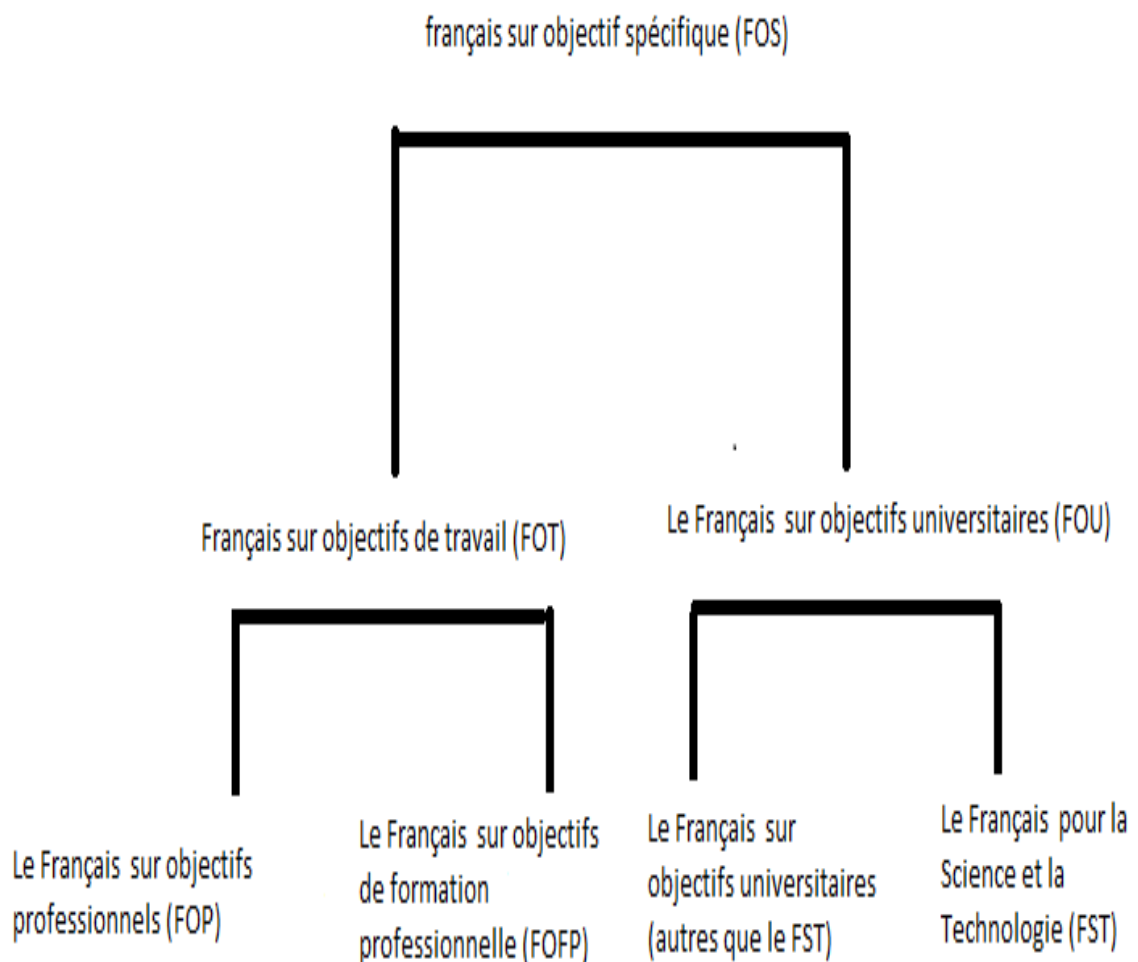 français sur objectif spécifique (FOS)
Français sur objectifs de travail (FOT)
Le Français sur objectifs universitaires (FOU)
Le Français sur objectifs
professionnels (FOP)
Le Français sur objectifs
de formation
professionnelle (FOFP)
Le Français sur
objectifs universitaires
(autres que le FST)
Le Français pour la
Science et la
Technologie (FST)